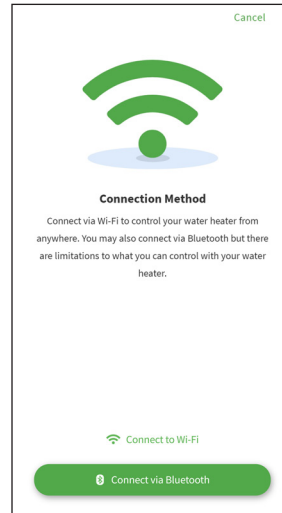 Cancel
Connection Method
Connect via Wi-Fi to control your water heater from
anywhere. You may also connect via Bluetooth but there
are limitations to what you can control with your water
heater.
Connect to Wi-Fi
Connect via Bluetooth